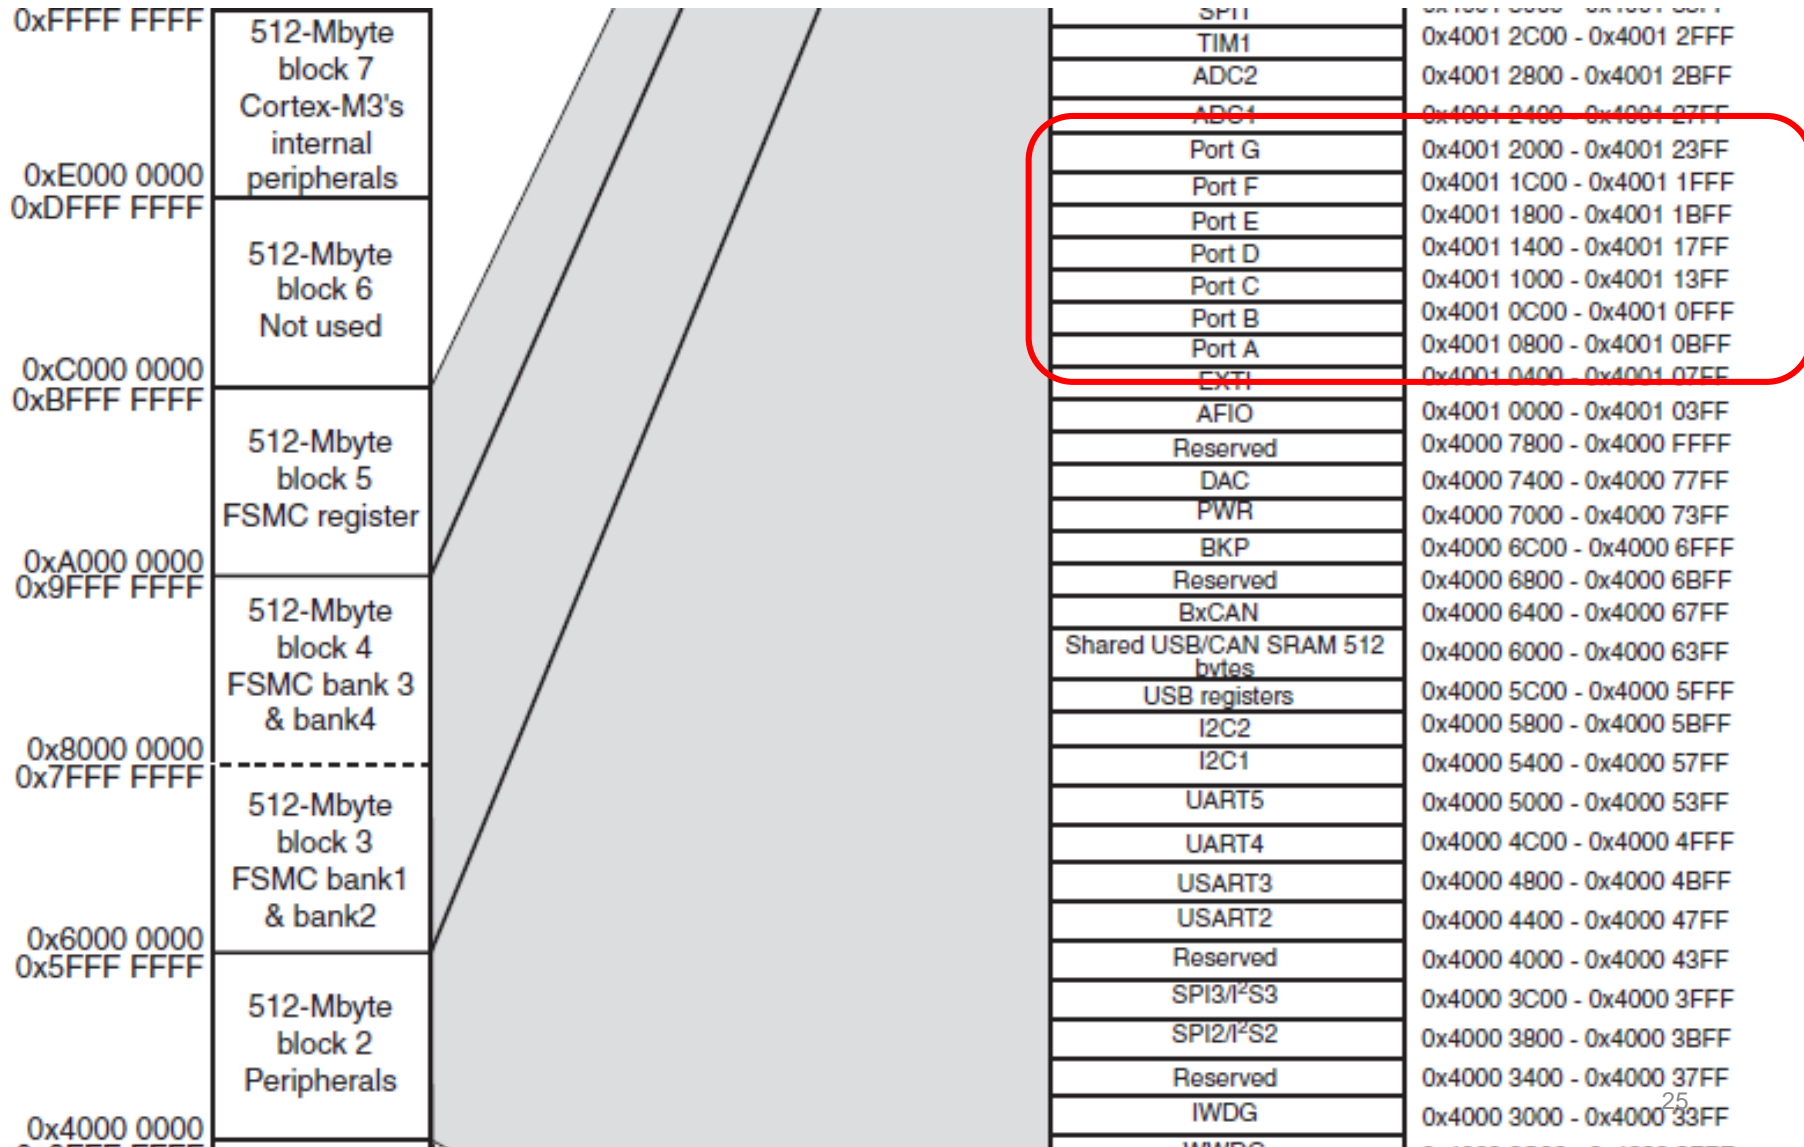 0xFFFF FFFF
512-Mbyte
block 7
Cortex-M3's
internal
peripherals
0xE000 0000
0xDFFF FFFF
512-Mbyte
block 6
Not used
0xC000 0000
0xBFFF FFFF
512-Mbyte
block 5
FSMC register
0xA000 0000
0x9FFF FFFF
512-Mbyte
block 4
FSMC bank 3
& bank4
0x8000 0000
0x7FFF FFFF
512-Mbyte
block 3
FSMC bank1
& bank2
0x6000 0000
0x5FFF FFFF
512-Mbyte
block 2
Peripherals
0x4000 0000
SPI1
TIM1 0x4001 2C00 - 0x4001 2FFF
ADC2 0x4001 2800 - 0x4001 2BFF
ADC1 0x4001 2400 - 0x4001 27FF
Port G 0x4001 2000 - 0x4001 23FF
Port F 0x4001 1C00 - 0x4001 1FFF
Port E 0x4001 1800 - 0x4001 1BFF
Port D 0x4001 1400 - 0x4001 17FF
Port C 0x4001 1000 - 0x4001 13FF
Port B 0x4001 0C00 - 0x4001 0FFF
Port A 0x4001 0800 - 0x4001 0BFF
EXTI 0x4001 0400 - 0x4001 07FF
AFIO 0x4001 0000 - 0x4001 03FF
Reserved 0x4000 7800 - 0x4000 FFFF
DAC 0x4000 7400 - 0x4000 77FF
PWR 0x4000 7000 - 0x4000 73FF
BKP 0x4000 6C00 - 0x4000 6FFF
Reserved 0x4000 6800 - 0x4000 6BFF
BxCAN 0x4000 6400 - 0x4000 67FF
Shared USB/CAN SRAM 512
bytes 0x4000 6000 - 0x4000 63FF
USB registers 0x4000 5C00 - 0x4000 5FFF
I2C2 0x4000 5800 - 0x4000 5BFF
I2C1 0x4000 5400 - 0x4000 57FF
UART5 0x4000 5000 - 0x4000 53FF
UART4 0x4000 4C00 - 0x4000 4FFF
USART3 0x4000 4800 - 0x4000 4BFF
USART2 0x4000 4400 - 0x4000 47FF
Reserved 0x4000 4000 - 0x4000 43FF
SPI3/I²S3 0x4000 3C00 - 0x4000 3FFF
SPI2/I²S2 0x4000 3800 - 0x4000 3BFF
Reserved 0x4000 3400 - 0x4000 37FF
IWDG 0x4000 3000 - 0x4000 33FF
25